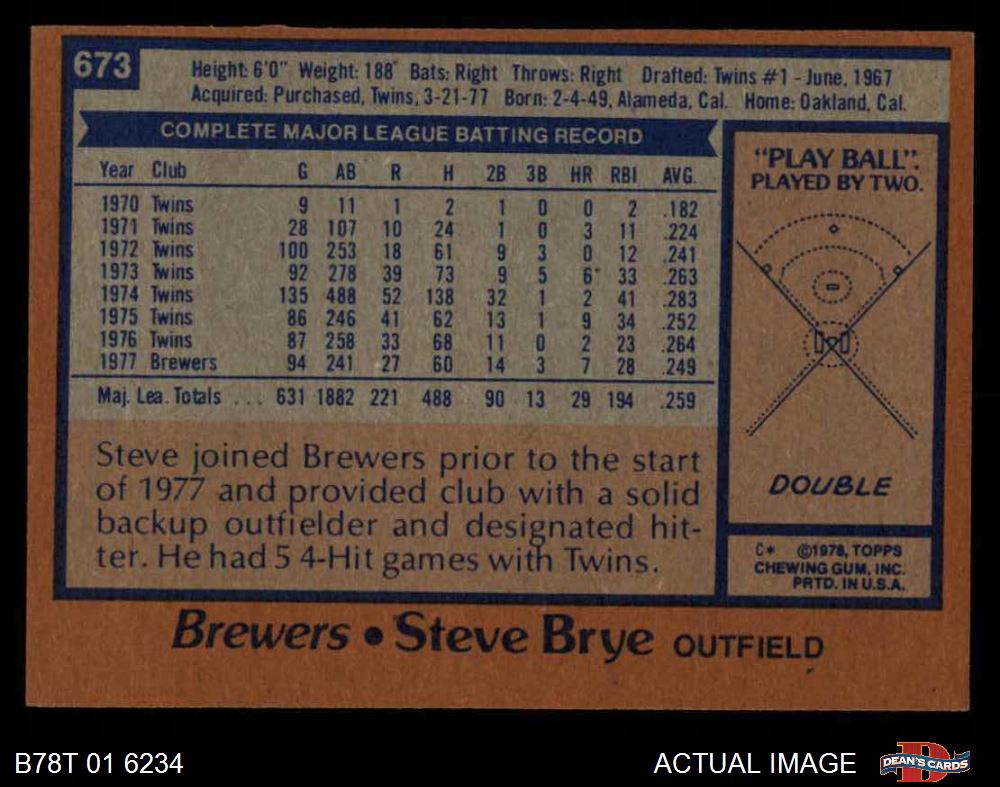 673
Height: 6'0" Weight: 188 Bats: Right Throws: Right Drafted: Twins #1 - June, 1967
Acquired: Purchased, Twins, 3-21-77 Born: 2-4-49, Alameda, Cal. Home: Oakland, Cal.
COMPLETE MAJOR LEAGUE BATTING RECORD
Year Club G AB R H 2B 3B HR RBI AVG.
1970 Twins 9 11 1 2 1 0 0 2 .182
1971 Twins 28 107 10 24 1 0 3 11 .224
1972 Twins 100 253 18 61 9 3 0 12 .241
1973 Twins 92 278 39 73 9 5 6 33 .263
1974 Twins 135 488 52 138 32 1 2 41 .283
1975 Twins 86 246 41 62 13 1 9 34 .252
1976 Twins 87 258 33 68 11 0 2 23 .264
1977 Brewers 94 241 27 60 14 3 7 28 .249
Maj. Lea. Totals ... 631 1882 221 488 90 13 29 194 .259
Steve joined Brewers prior to the start
of 1977 and provided club with a solid
backup outfielder and designated hit-
ter. He had 5 4-Hit games with Twins.
"PLAY BALL".
PLAYED BY TWO.
DOUBLE
C* ©1978, TOPPS
CHEWING GUM, INC.
PRTD. IN U.S.A.
Brewers • Steve Brye OUTFIELD
B78T 01 6234
ACTUAL IMAGE
D
DEAN'S CARDS